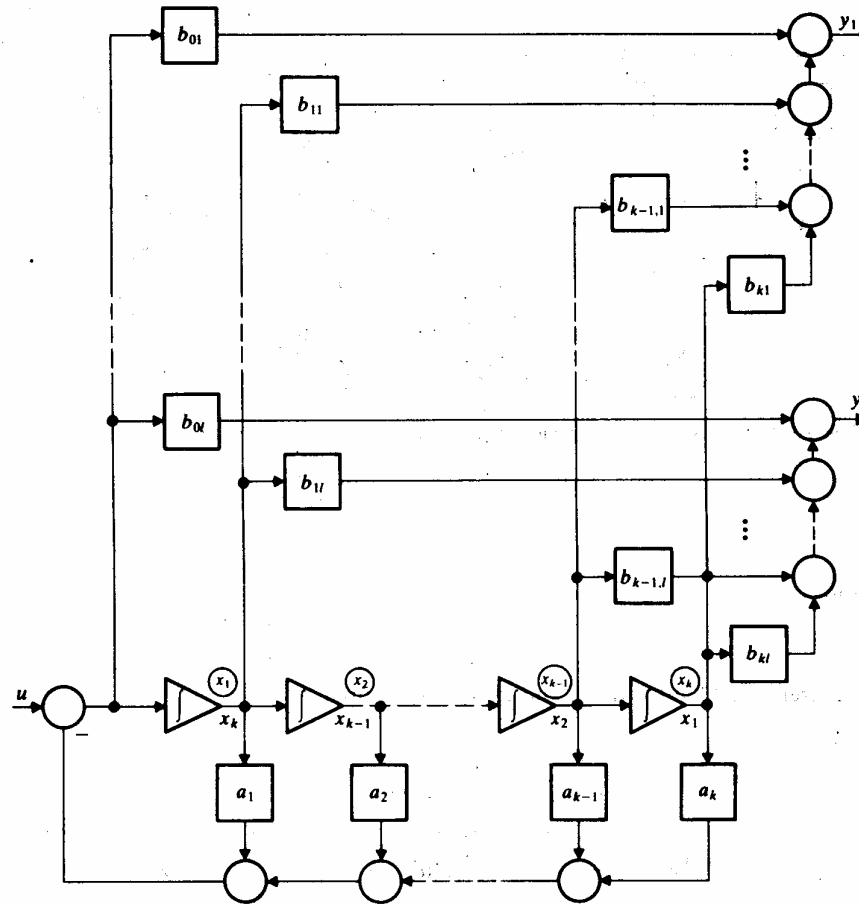 b01 y1
b11
⋮
bk-1,1
bk1
b0l y
b1l
⋮
bk-1,l
bkl
x1 x2 xk-1 xk
u ∫ ∫ ∫ ∫
− xk xk-1 x2 x1
a1 a2 ak-1 ak